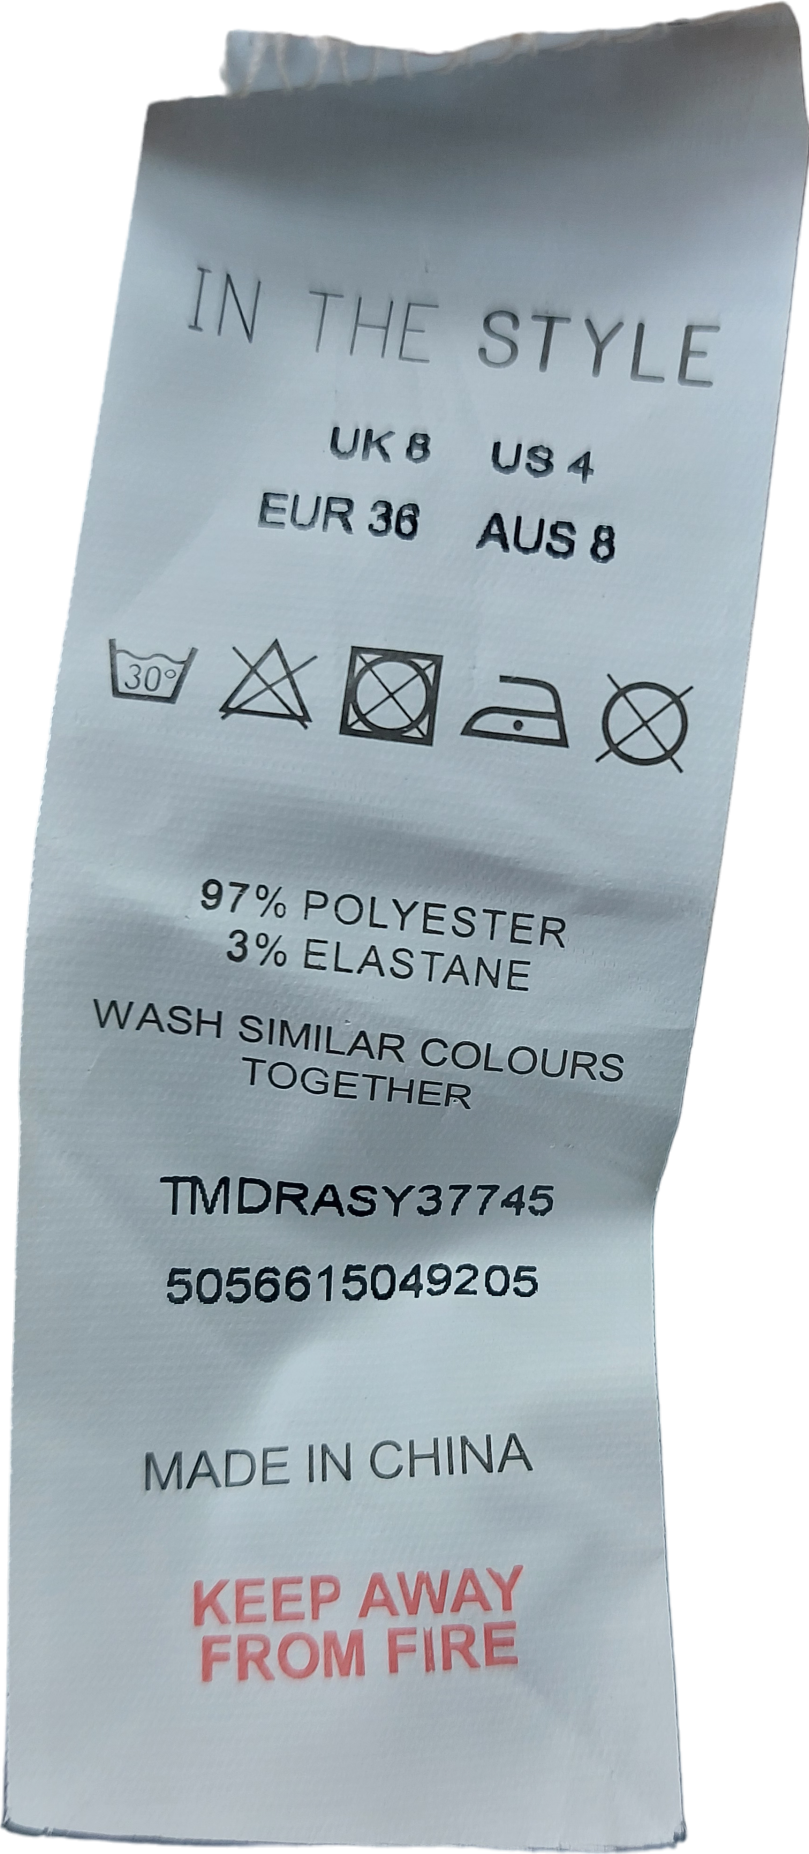 IN THE STYLE
UK 8 US 4
EUR 36 AUS 8
30°
97% POLYESTER
3% ELASTANE
WASH SIMILAR COLOURS
TOGETHER
TMDRASY37745
5056615049205
MADE IN CHINA
KEEP AWAY
FROM FIRE